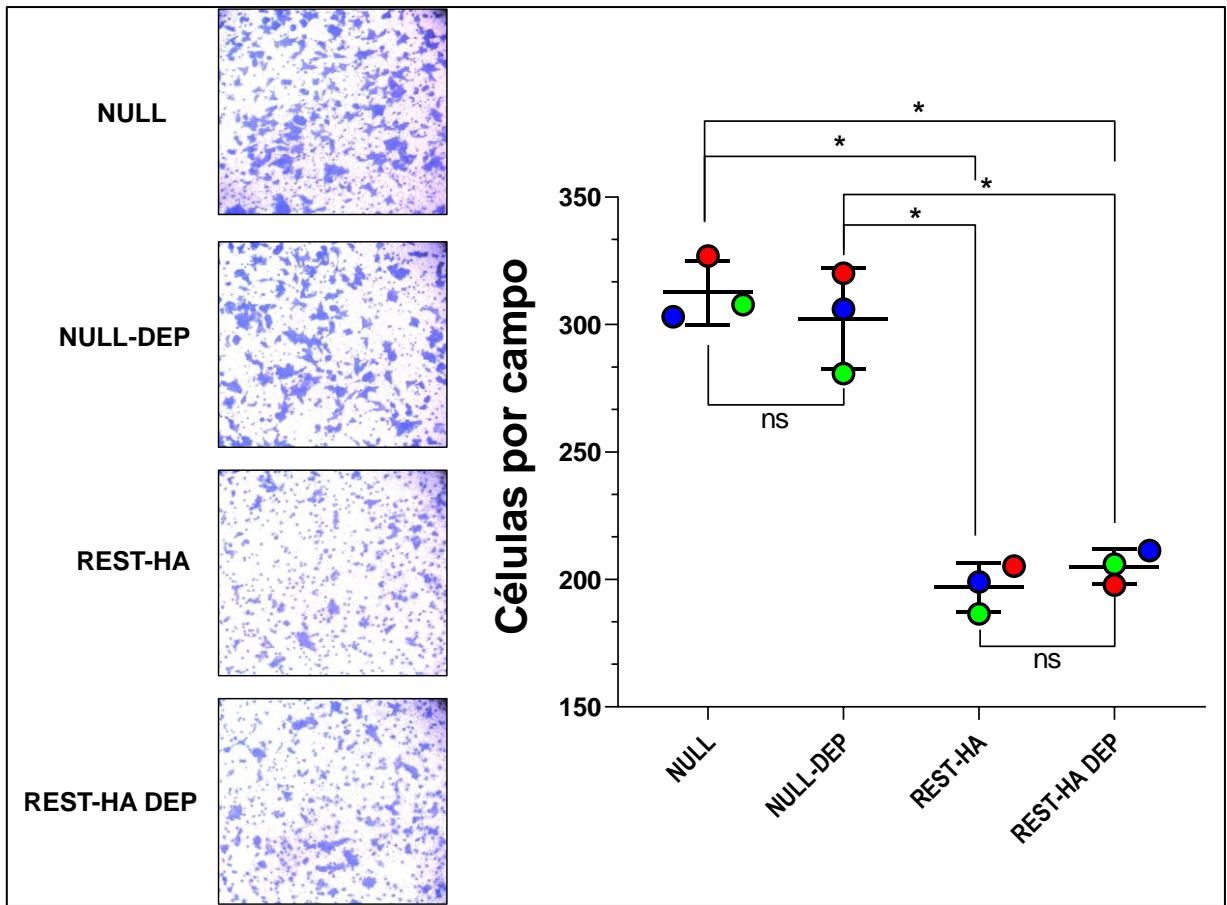 NULL
NULL-DEP
REST-HA
REST-HA DEP
Células por campo
350
300
250
200
150
*
*
*
*
ns
ns
NULL
NULL-DEP
REST-HA
REST-HA DEP